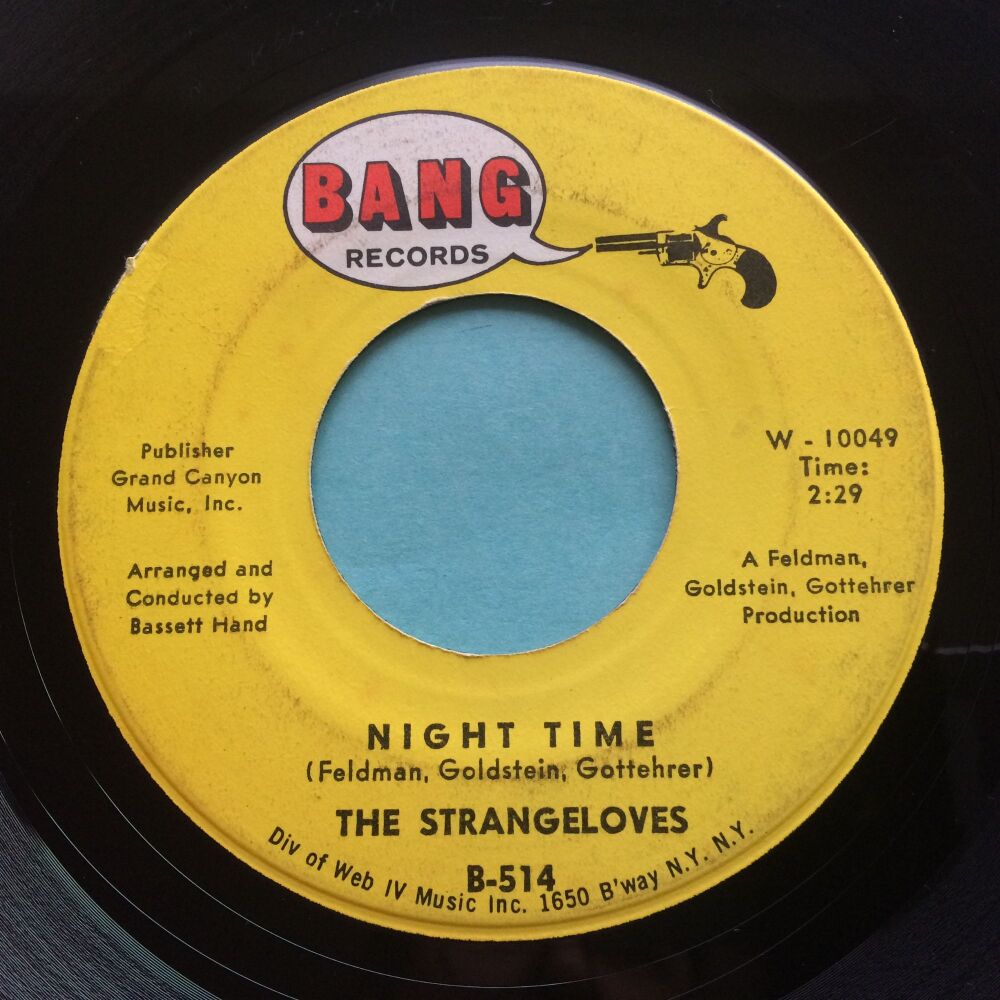 BANG
RECORDS
Publisher
Grand Canyon
Music, Inc.
Arranged and
Conducted by
Bassett Hand
W - 10049
Time:
2:29
A Feldman,
Goldstein, Gottehrer
Production
NIGHT TIME
(Feldman, Goldstein, Gottehrer)
THE STRANGELOVES
B-514
Div of Web IV Music Inc. 1650 B'way N.Y. N.Y.